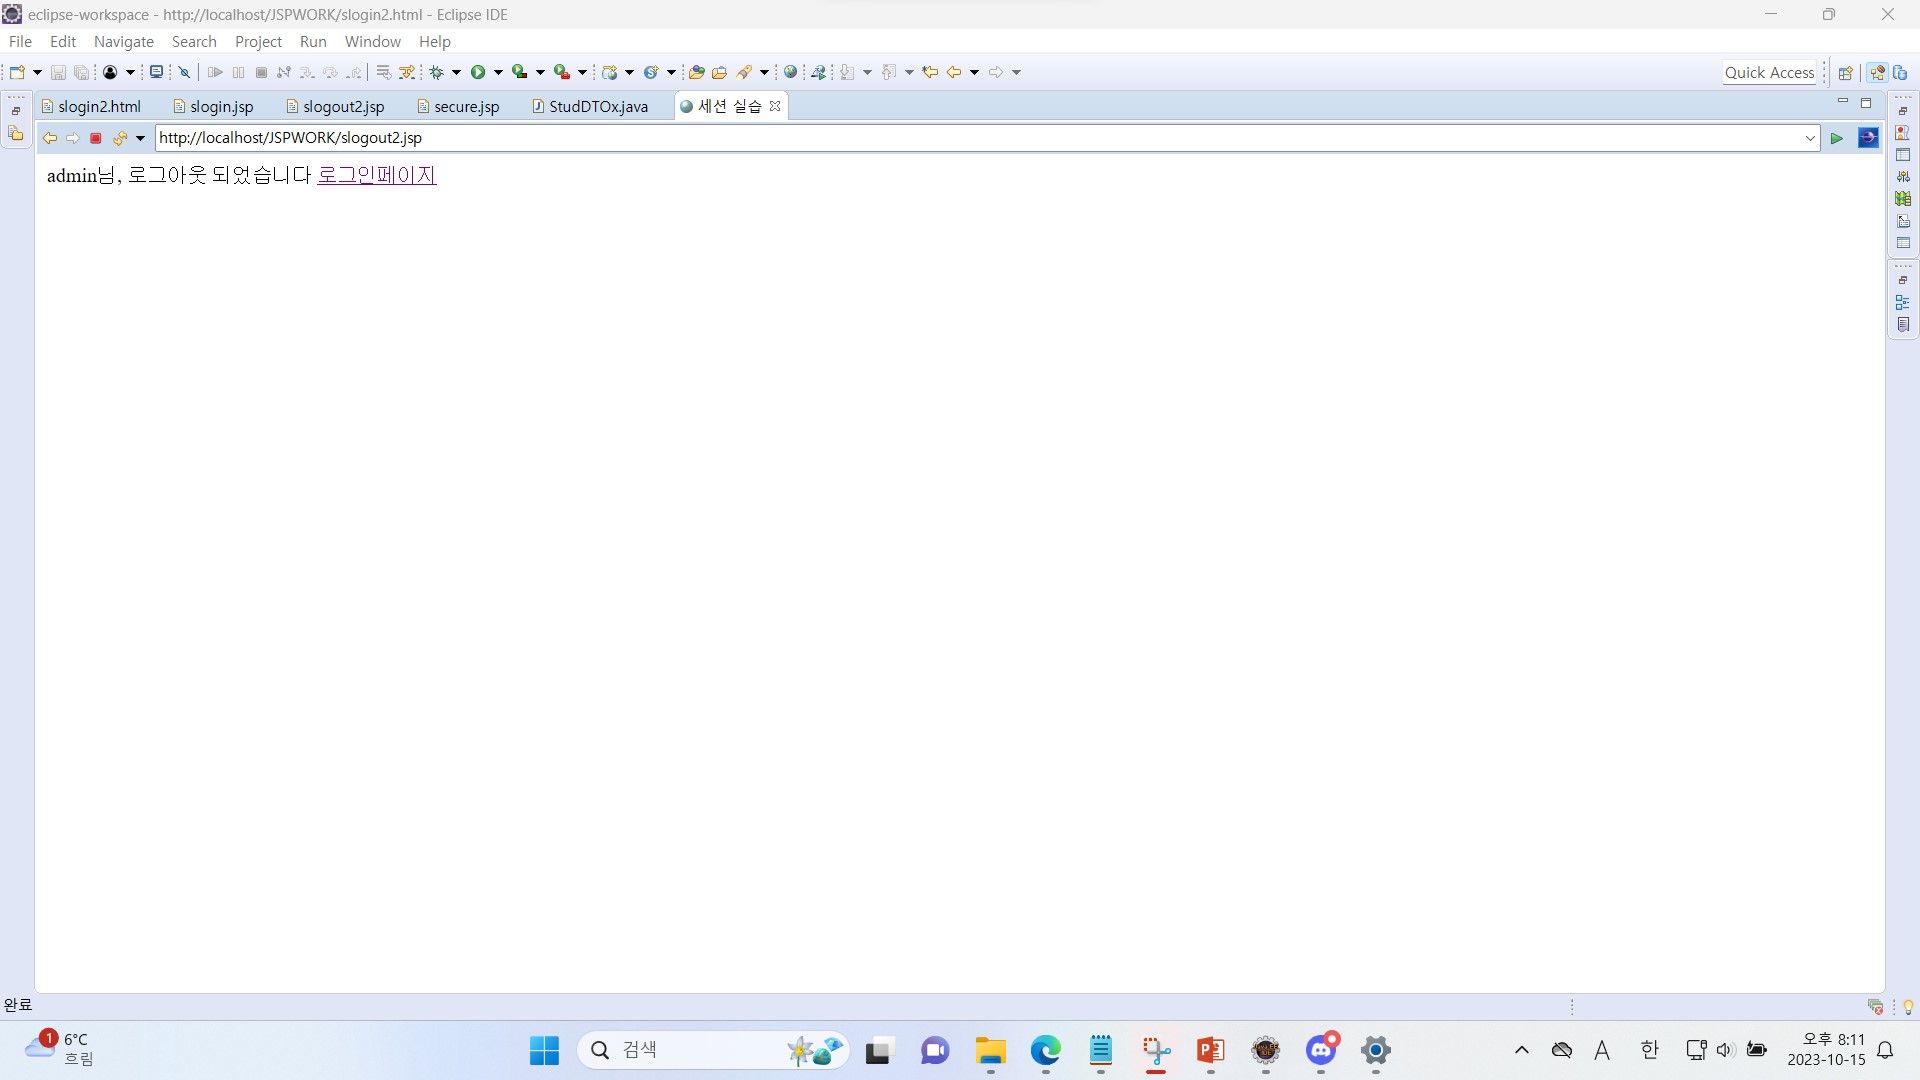 eclipse-workspace - http://localhost/JSPWORK/slogin2.html - Eclipse IDE
File Edit Navigate Search Project Run Window Help
Quick Access
slogin2.html slogin.jsp slogout2.jsp secure.jsp StudDTOx.java 세션 실습
http://localhost/JSPWORK/slogout2.jsp
admin님, 로그아웃 되었습니다 로그인페이지
완료
1 6°C
흐림
검색
A 한
오후 8:11
2023-10-15